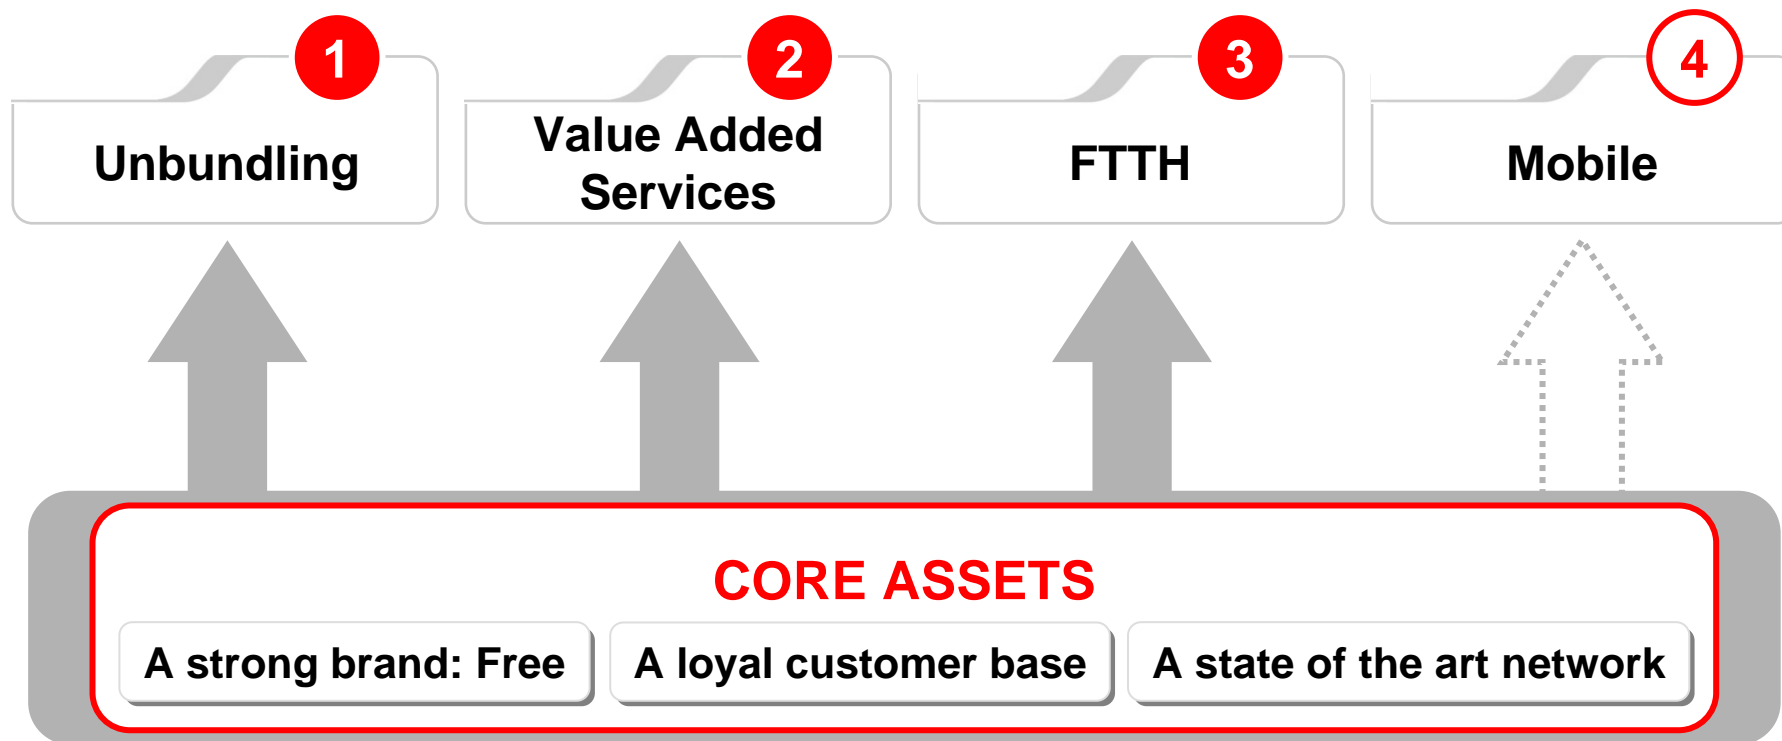 1
2
3
4
Unbundling
Value Added
Services
FTTH
Mobile
CORE ASSETS
A strong brand: Free
A loyal customer base
A state of the art network